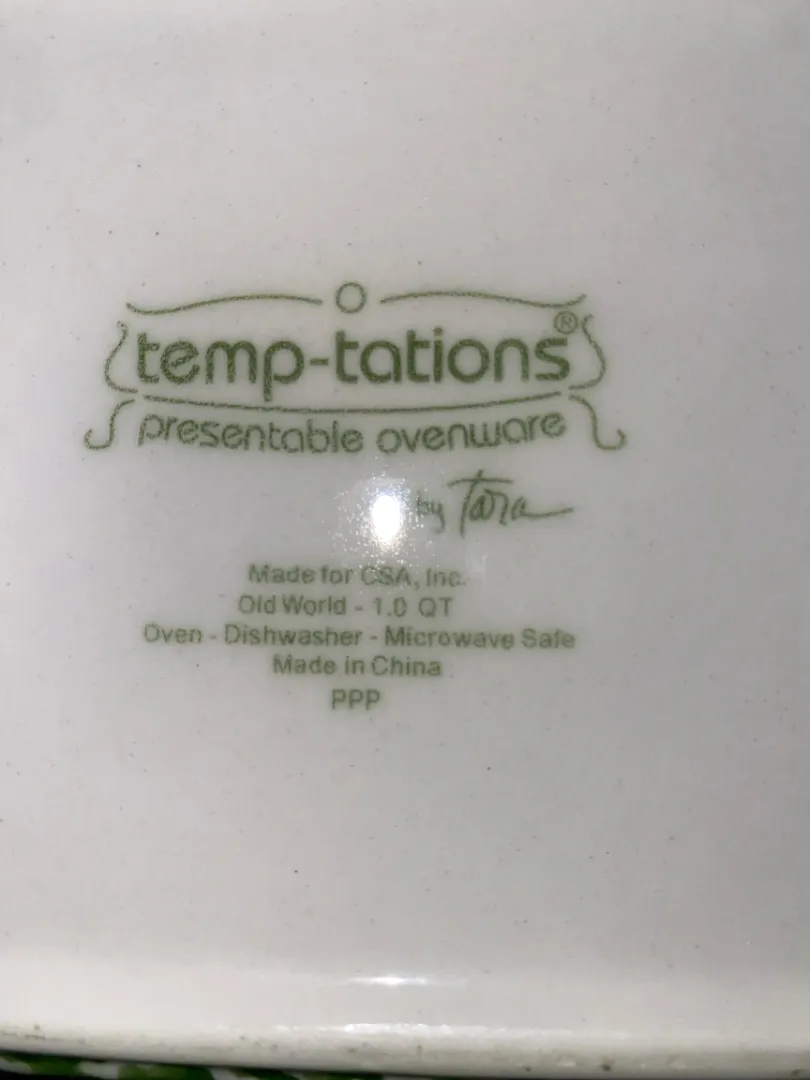 temp-tations®
presentable ovenware
by Tara
Made for CSA, Inc.
Old World - 1.0 QT
Oven - Dishwasher - Microwave Safe
Made in China
PPP